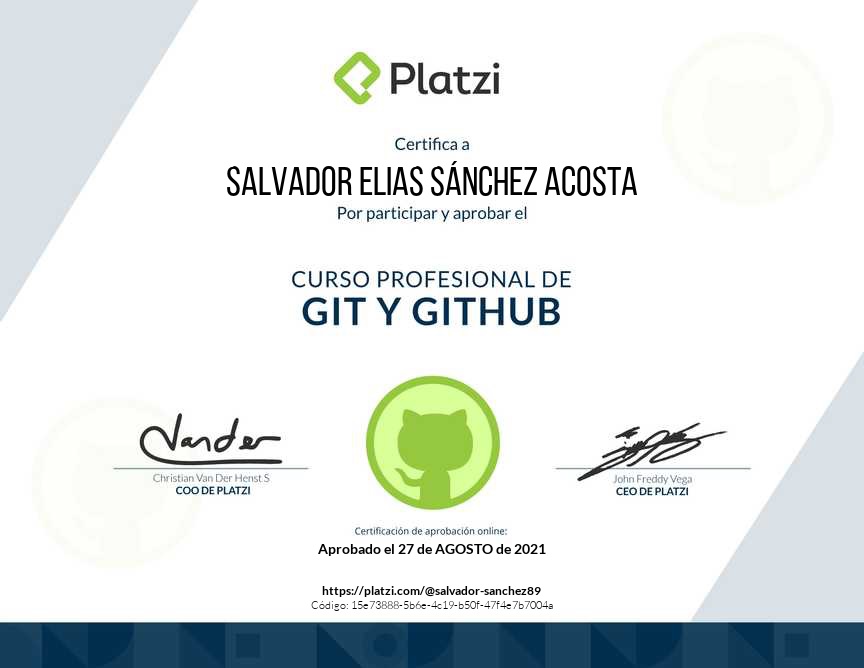 Platzi
Certifica a
SALVADOR ELIAS SÁNCHEZ ACOSTA
Por participar y aprobar el
CURSO PROFESIONAL DE
GIT Y GITHUB
Vander
Christian Van Der Henst S
COO DE PLATZI
John Freddy Vega
CEO DE PLATZI
Certificación de aprobación online:
Aprobado el 27 de AGOSTO de 2021
https://platzi.com/@salvador-sanchez89
Código: 15e73888-5b6e-4c19-b50f-47f4e7b7004a